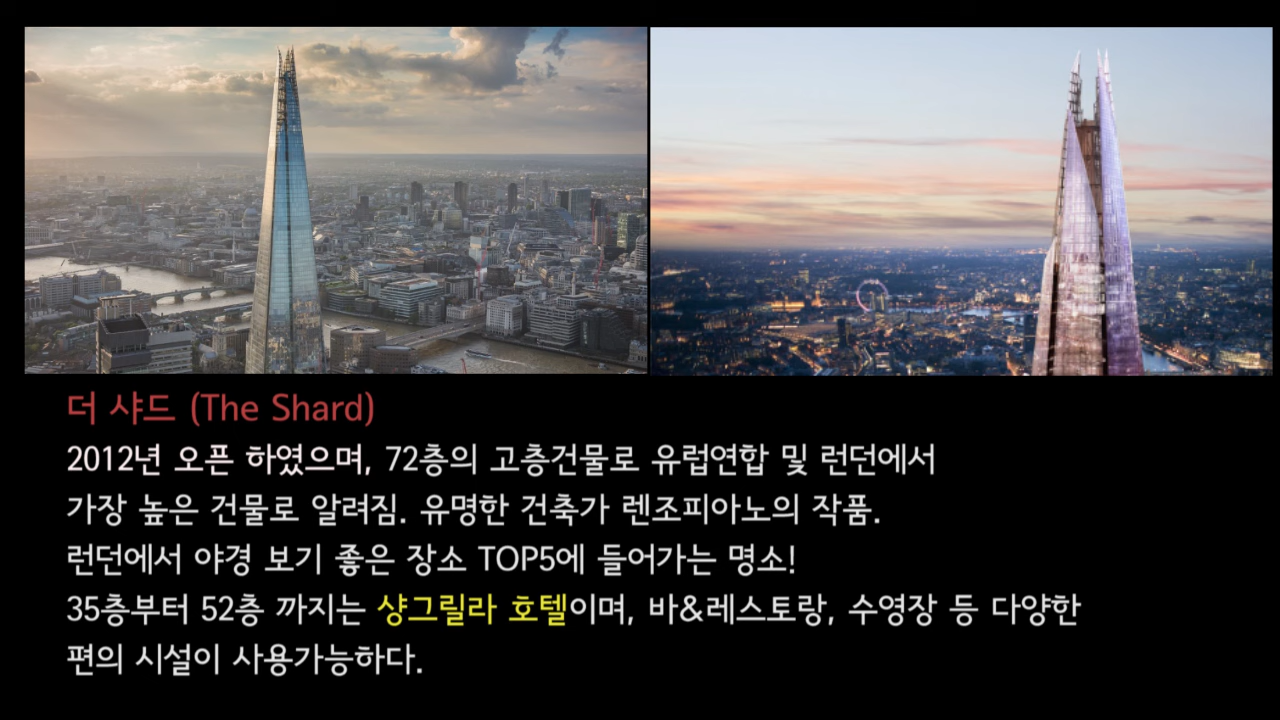 더 샤드 (The Shard)
2012년 오픈 하였으며, 72층의 고층건물로 유럽연합 및 런던에서
가장 높은 건물로 알려짐. 유명한 건축가 렌조피아노의 작품.
런던에서 야경 보기 좋은 장소 TOP5에 들어가는 명소!
35층부터 52층 까지는 샹그릴라 호텔이며, 바&레스토랑, 수영장 등 다양한
편의 시설이 사용가능하다.